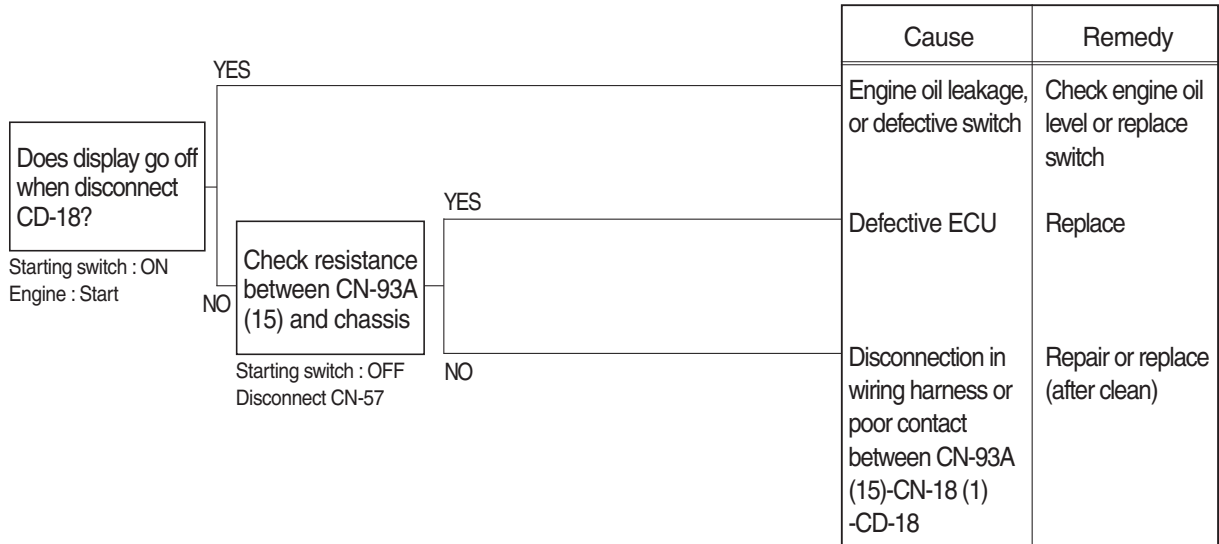 YES
Does display go off
when disconnect
CD-18?
Starting switch : ON
Engine : Start
NO
Check resistance
between CN-93A
(15) and chassis
Starting switch : OFF
Disconnect CN-57
YES
NO
Cause
Remedy
Engine oil leakage,
or defective switch
Check engine oil
level or replace
switch
Defective ECU
Replace
Disconnection in
wiring harness or
poor contact
between CN-93A
(15)-CN-18 (1)
-CD-18
Repair or replace
(after clean)